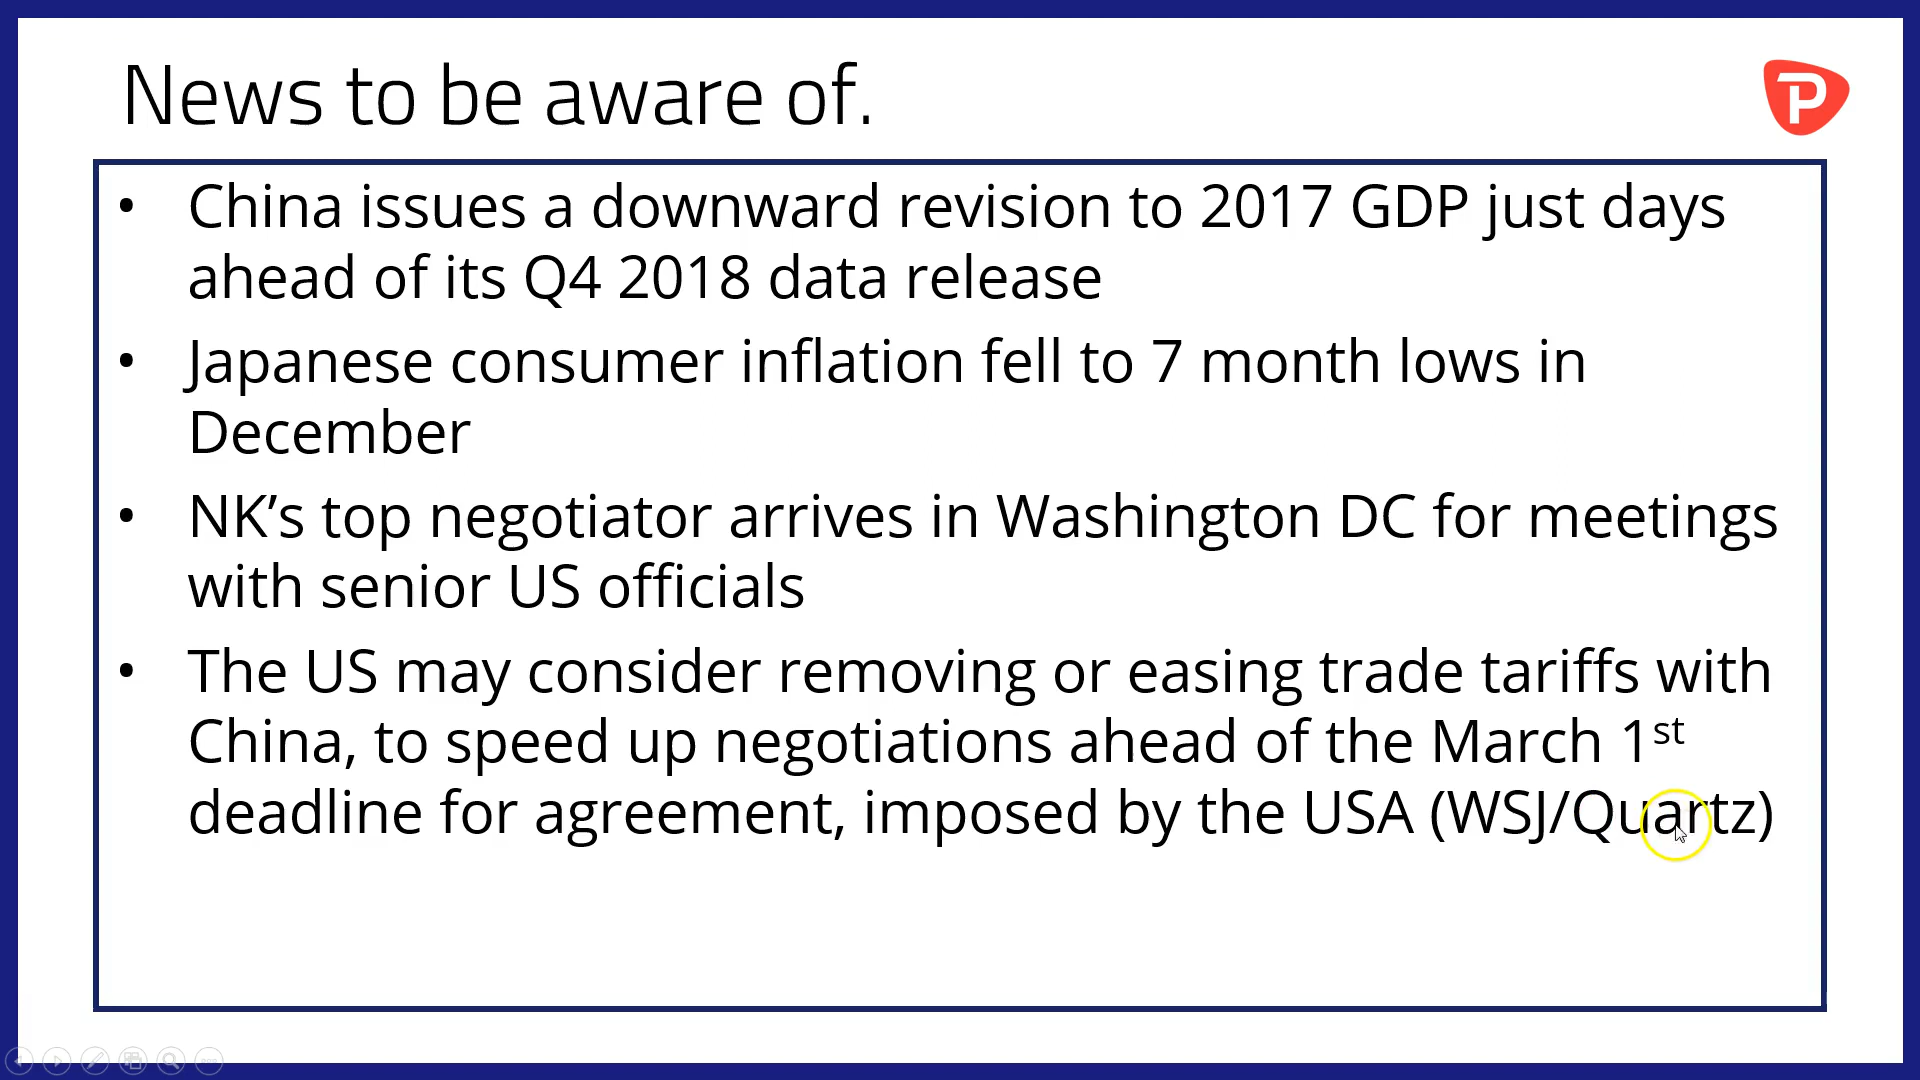 News to be aware of.
P
• China issues a downward revision to 2017 GDP just days
ahead of its Q4 2018 data release
• Japanese consumer inflation fell to 7 month lows in
December
• NK’s top negotiator arrives in Washington DC for meetings
with senior US officials
• The US may consider removing or easing trade tariffs with
China, to speed up negotiations ahead of the March 1st
deadline for agreement, imposed by the USA (WSJ/Quartz)